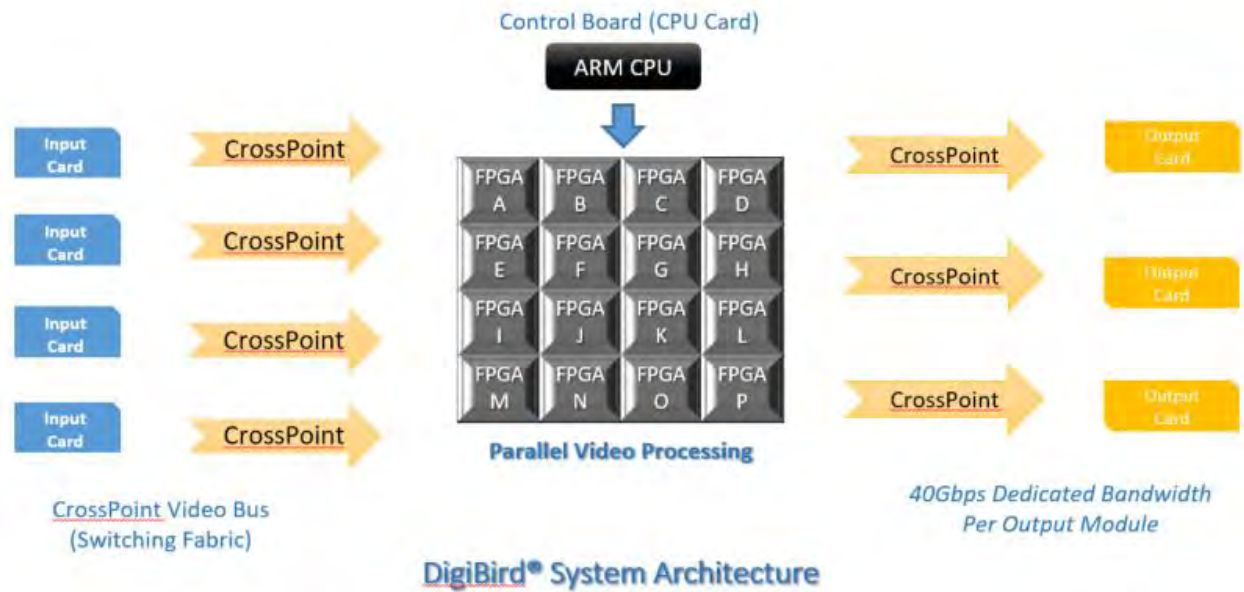 Control Board (CPU Card)
ARM CPU
Input
Card
CrossPoint
CrossPoint
Output
Card
FPGA
A
FPGA
B
FPGA
C
FPGA
D
Input
Card
CrossPoint
FPGA
E
FPGA
F
FPGA
G
FPGA
H
CrossPoint
Output
Card
Input
Card
CrossPoint
FPGA
I
FPGA
J
FPGA
K
FPGA
L
Input
Card
CrossPoint
FPGA
M
FPGA
N
FPGA
O
FPGA
P
CrossPoint
Output
Card
Parallel Video Processing
CrossPoint Video Bus
(Switching Fabric)
40Gbps Dedicated Bandwidth
Per Output Module
DigiBird® System Architecture